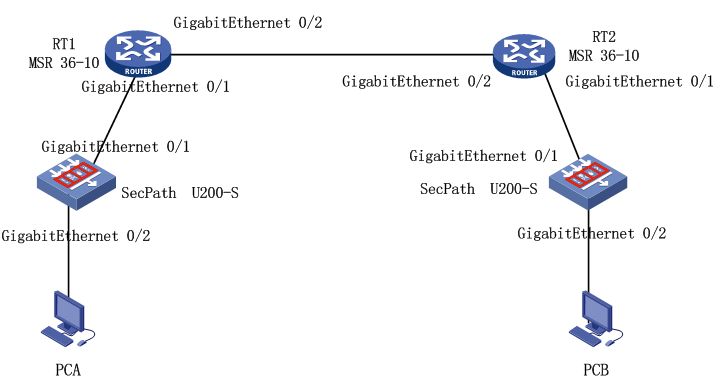 GigabitEthernet 0/2
RT1
MSR 36-10
ROUTER
GigabitEthernet 0/1
RT2
MSR 36-10
ROUTER
GigabitEthernet 0/2
GigabitEthernet 0/1
GigabitEthernet 0/1
SecPath U200-S
GigabitEthernet 0/1
SecPath U200-S
GigabitEthernet 0/2
GigabitEthernet 0/2
PCA
PCB